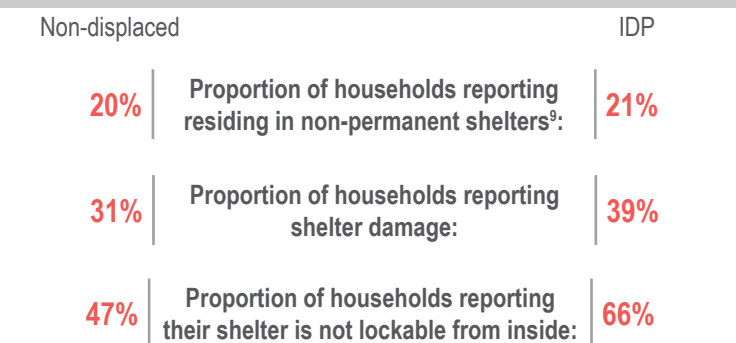 Non-displaced IDP
20% Proportion of households reporting 21%
residing in non-permanent shelters⁹:
31% Proportion of households reporting 39%
shelter damage:
47% Proportion of households reporting 66%
their shelter is not lockable from inside: